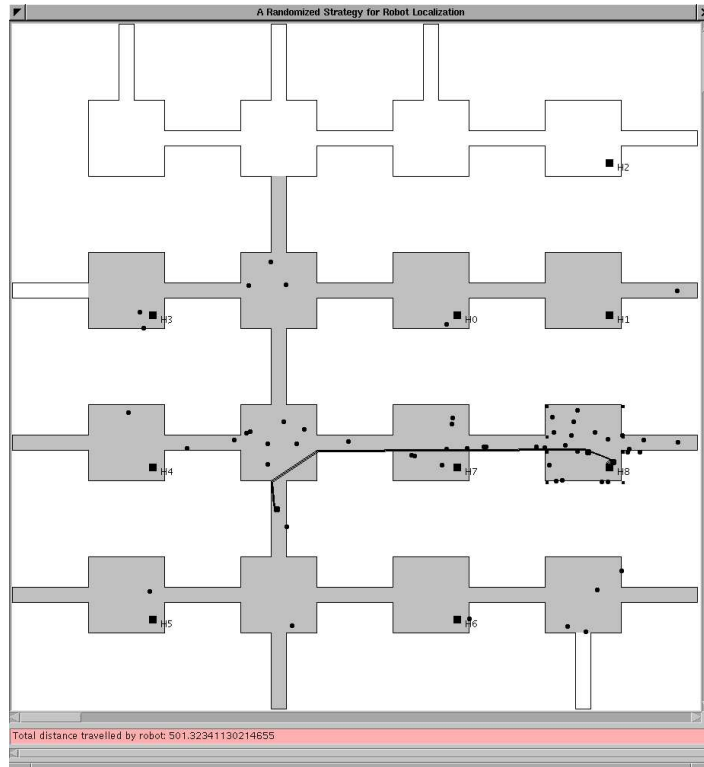 A Randomized Strategy for Robot Localization
H2
H3
H0
H1
H4
H7
H8
H5
H6
Total distance travelled by robot: 501.32341130214655